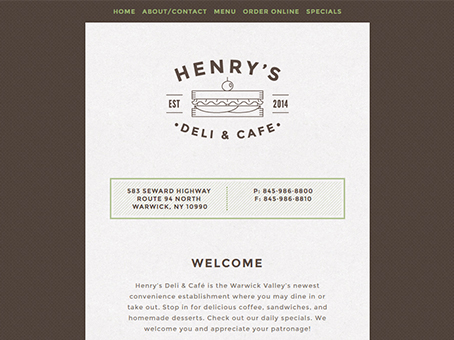 HOME ABOUT/CONTACT MENU ORDER ONLINE SPECIALS
HENRY'S
EST 2014
•DELI & CAFE•
583 SEWARD HIGHWAY
ROUTE 94 NORTH
WARWICK, NY 10990
P: 845-986-8800
F: 845-986-8810
WELCOME
Henry's Deli & Café is the Warwick Valley's newest
convenience establishment where you may dine in or
take out. Stop in for delicious coffee, sandwiches, and
homemade desserts. Check out our daily specials. We
welcome you and appreciate your patronage!